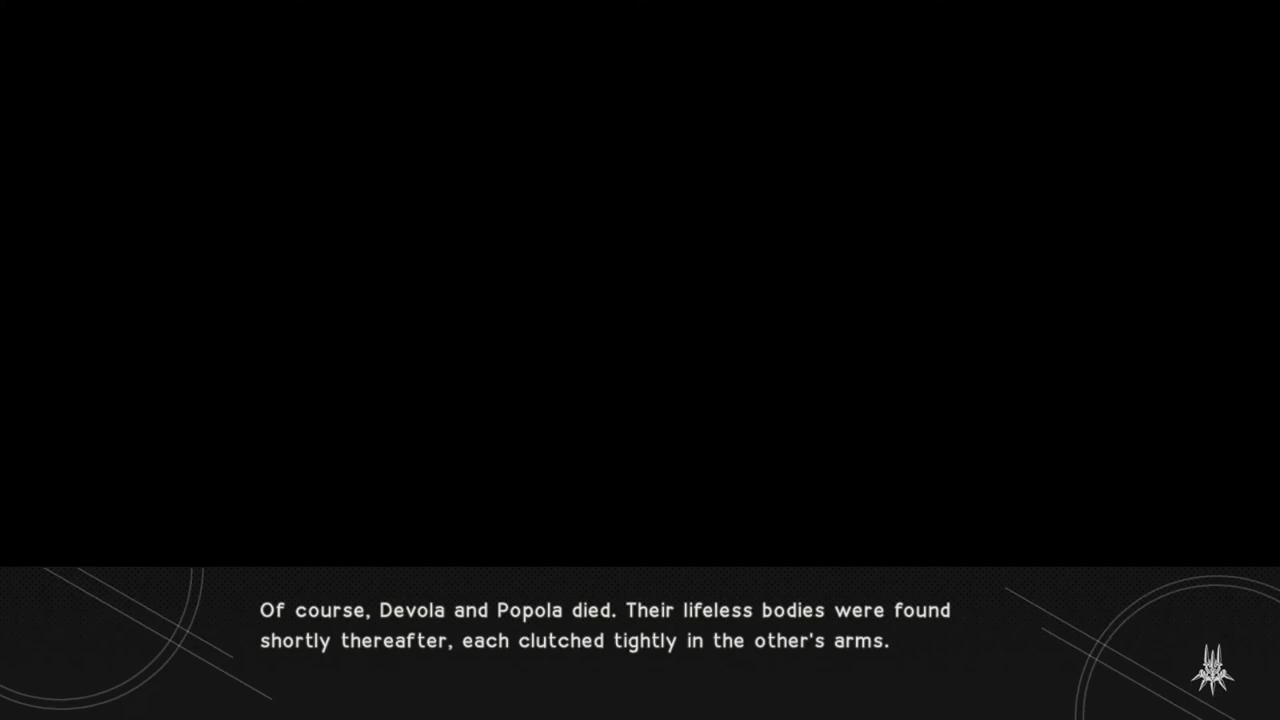 Of course, Devola and Popola died. Their lifeless bodies were found
shortly thereafter, each clutched tightly in the other's arms.